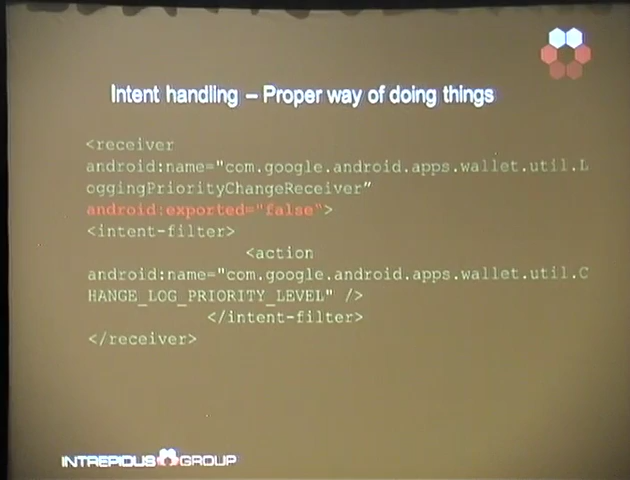 Intent handling – Proper way of doing things
<receiver
android:name="com.google.android.apps.wallet.util.L
oggingPriorityChangeReceiver"
android:exported="false">
<intent-filter>
<action
android:name="com.google.android.apps.wallet.util.C
HANGE_LOG_PRIORITY_LEVEL" />
</intent-filter>
</receiver>
INTREPIDUS GROUP